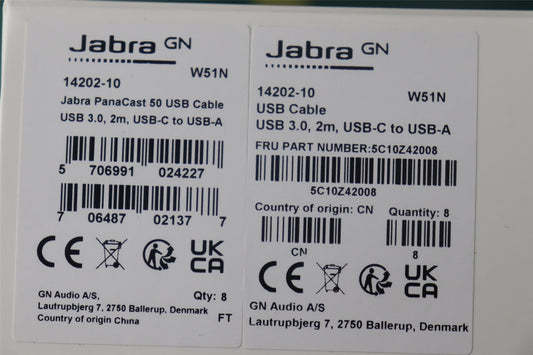 Jabra GN
W51N
14202-10
Jabra PanaCast 50 USB Cable
USB 3.0, 2m, USB-C to USB-A
5 706991 024227
7 06487 02137 7
CE UK CA
GN Audio A/S, Qty: 8
Lautrupbjerg 7, 2750 Ballerup, Denmark
Country of origin China FT
Jabra GN
14202-10 W51N
USB Cable
USB 3.0, 2m, USB-C to USB-A
FRU PART NUMBER:5C10Z42008
5C10Z42008
Country of origin: CN Quantity: 8
CN 8
CE UK CA
GN Audio A/S
Lautrupbjerg 7, 2750 Ballerup, Denmark